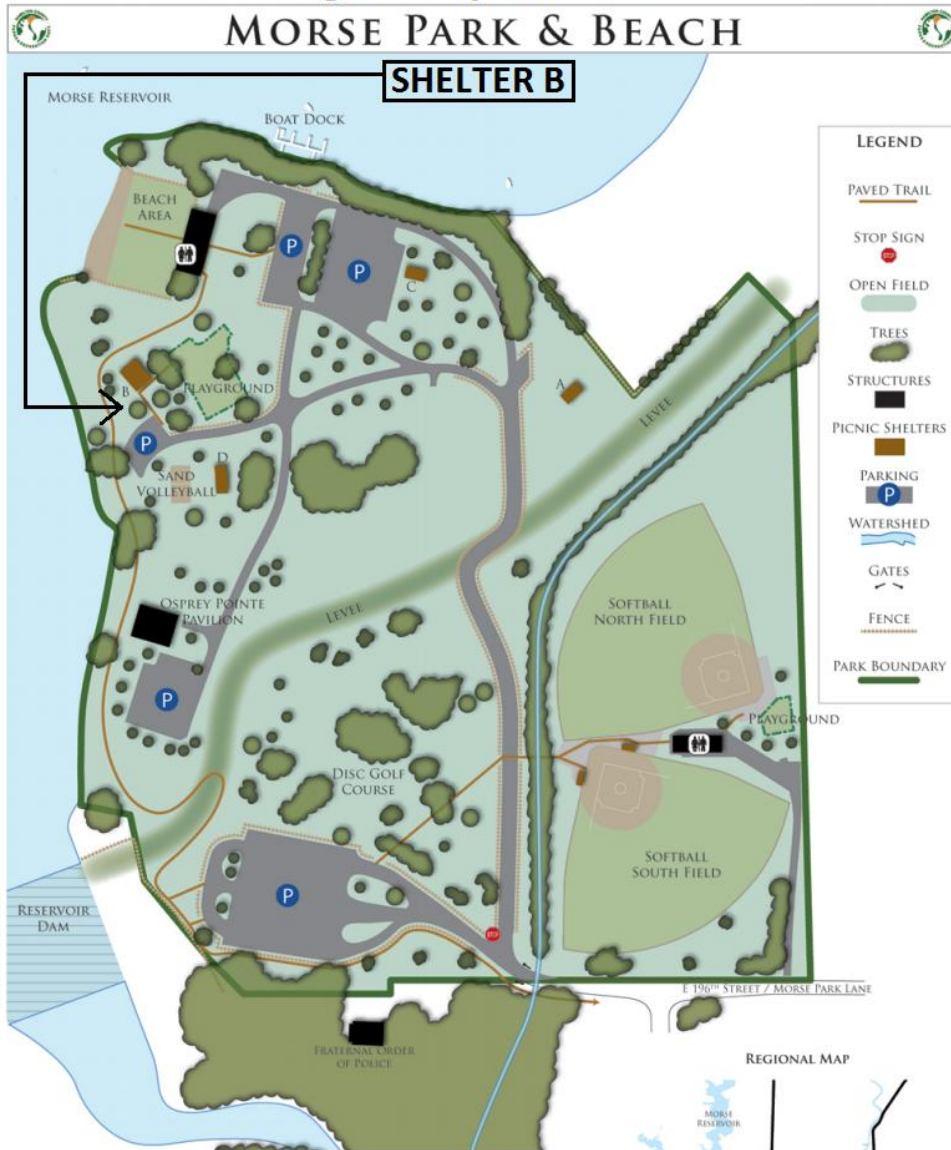 MORSE PARK & BEACH
SHELTER B
MORSE RESERVOIR
BOAT DOCK
LEGEND
PAVED TRAIL
STOP SIGN
STOP
OPEN FIELD
TREES
STRUCTURES
PICNIC SHELTERS
PARKING
P
WATERSHED
GATES
FENCE
PARK BOUNDARY
BEACH
AREA
P
P
C
B
PLAYGROUND
A
LEVEE
P
D
SAND
VOLLEYBALL
OSPREY POINTE
PAVILION
LEVEE
P
SOFTBALL
NORTH FIELD
PLAYGROUND
DISC GOLF
COURSE
SOFTBALL
SOUTH FIELD
P
STOP
RESERVOIR
DAM
E 196TH STREET / MORSE PARK LANE
FRATERNAL ORDER
OF POLICE
REGIONAL MAP
MORSE
RESERVOIR